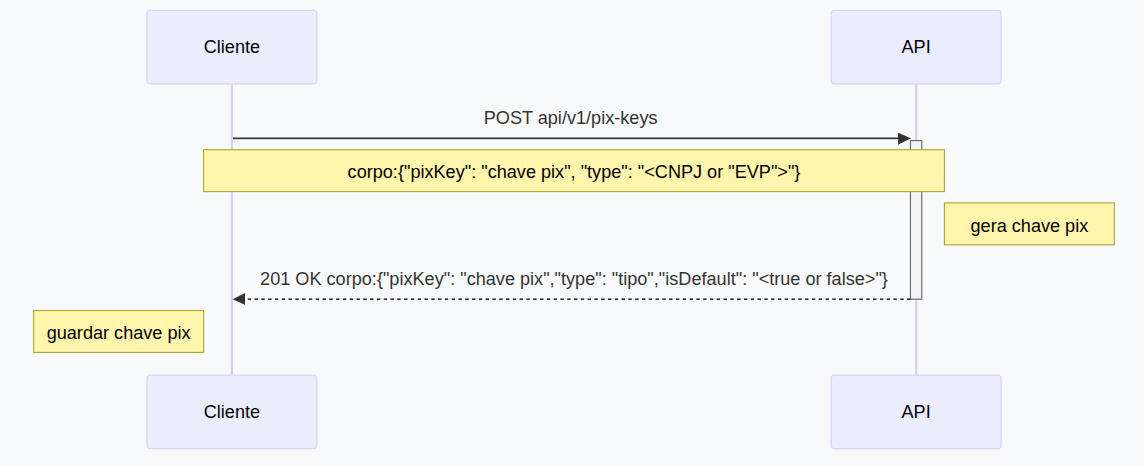 Cliente
API
POST api/v1/pix-keys
corpo:{"pixKey": "chave pix", "type": "<CNPJ or "EVP">"}
gera chave pix
201 OK corpo:{"pixKey": "chave pix","type": "tipo","isDefault": "<true or false>"}
guardar chave pix
Cliente
API